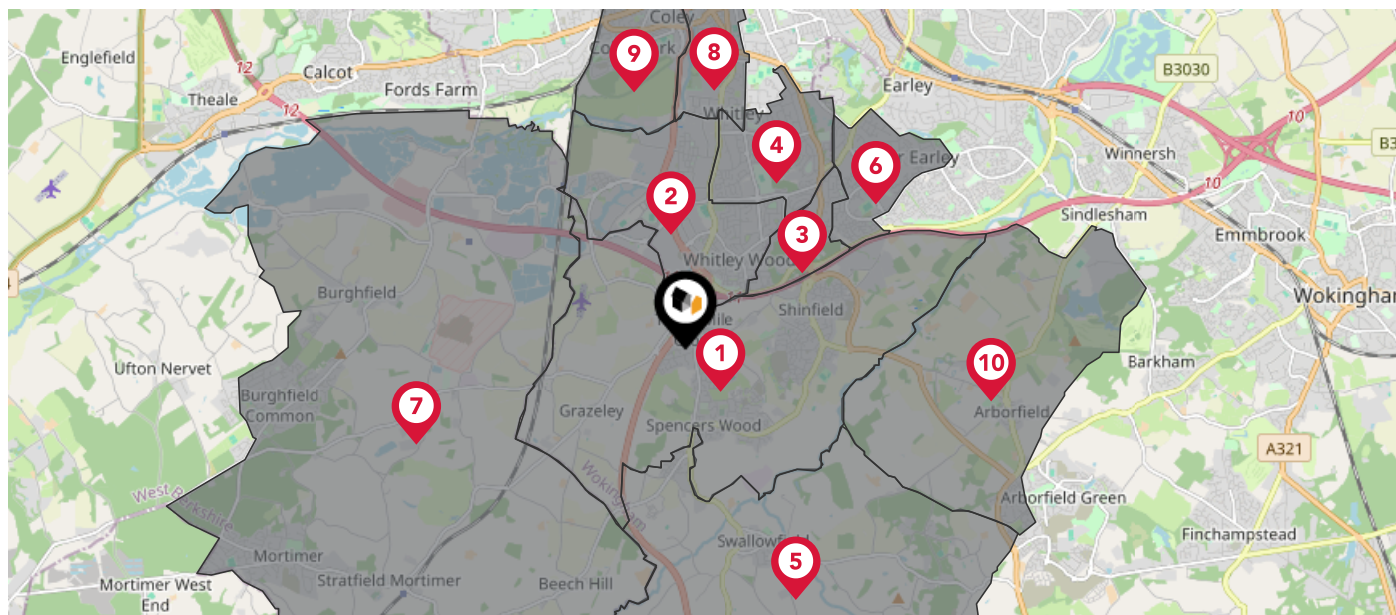 Coley
9
8
Englefield
12
Calcot
B3030
Fords Farm
Earley
Theale
12
Whitley
10
4
Winnersh
6
Earley
10
2
Sindlesham
Emmbrook
3
Whitley Wood
Burghfield
Shinfield
Wokingham
1
Barkham
Ufton Nervet
10
Burghfield
Common
7
Grazeley
Arborfield
Spencers Wood
A321
West Berkshire
Wokingham
Arborfield Green
Finchampstead
Swallowfield
Mortimer
5
Stratfield Mortimer
Beech Hill
Mortimer West
End